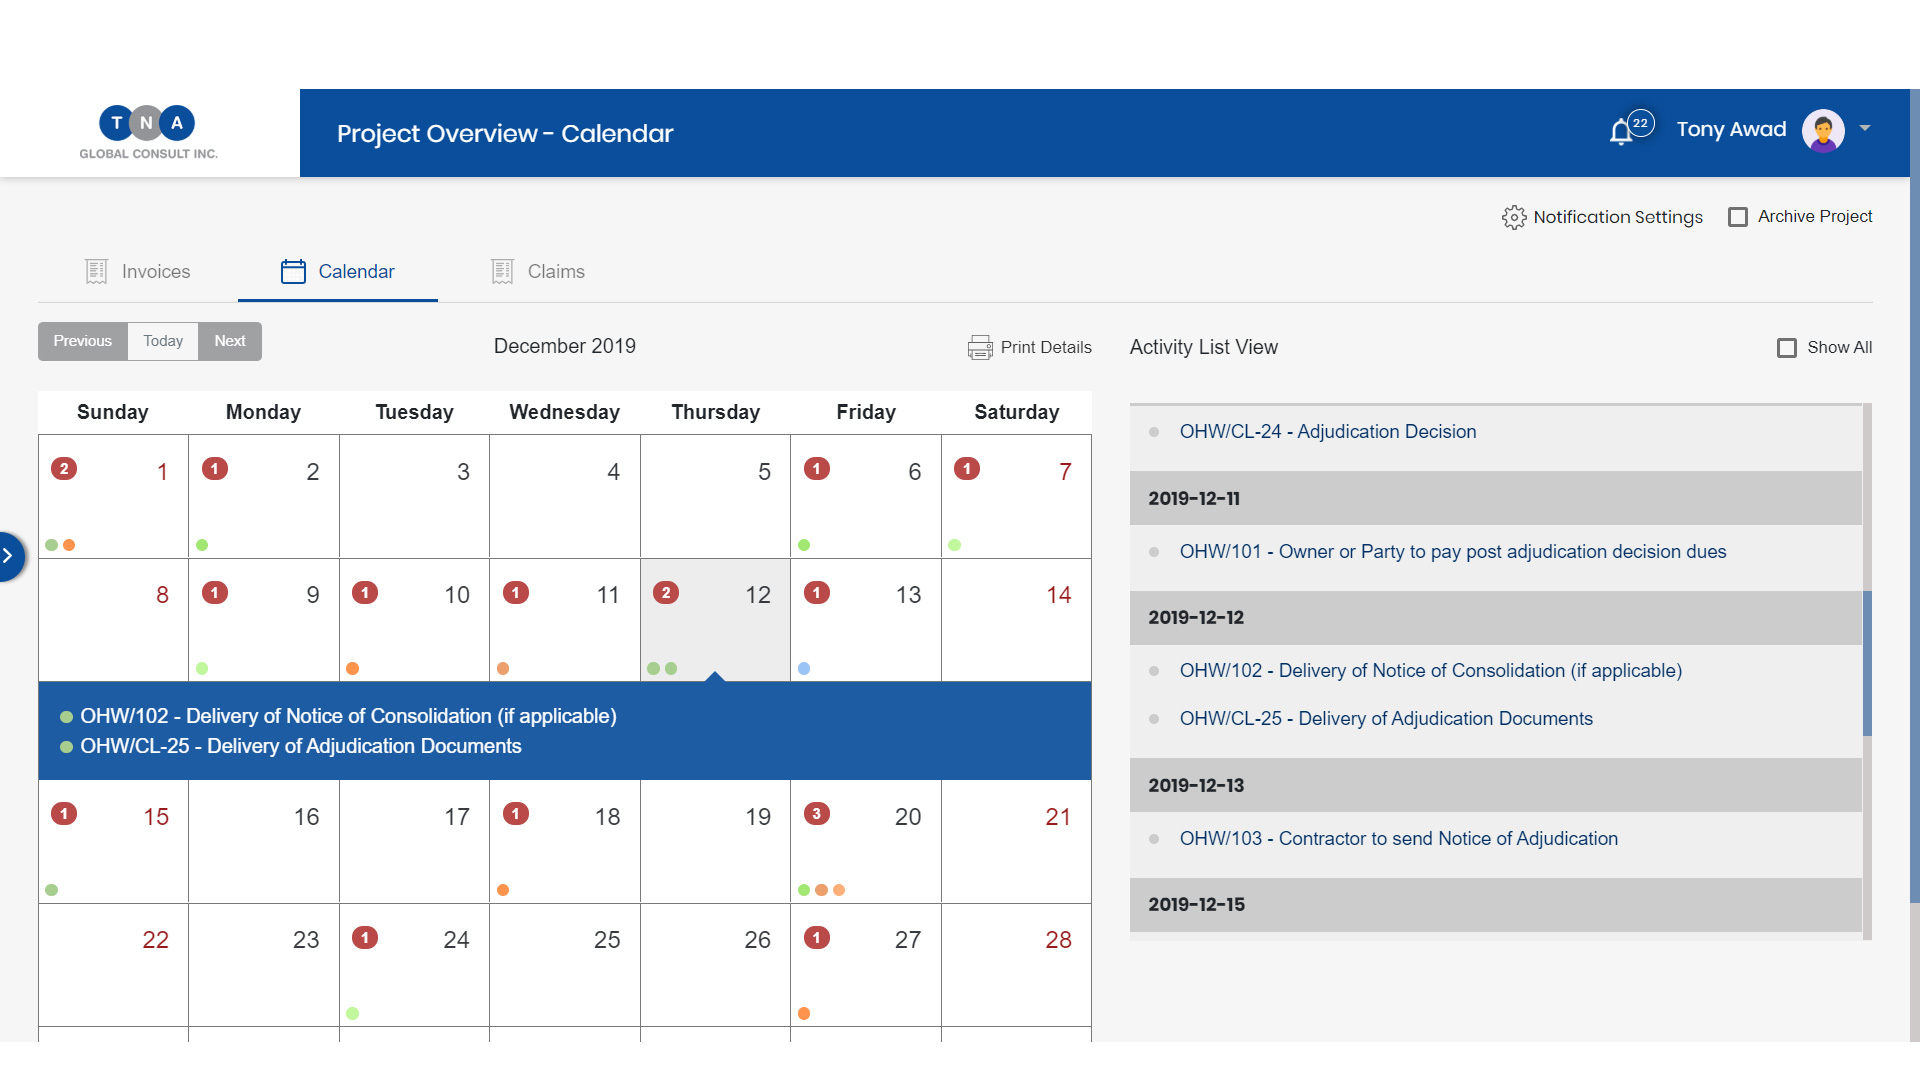 T N A
GLOBAL CONSULT INC.
Project Overview - Calendar
22
Tony Awad
Notification Settings
Archive Project
Invoices
Calendar
Claims
Previous Today Next
December 2019
Print Details
Activity List View
Show All
Sunday Monday Tuesday Wednesday Thursday Friday Saturday
2 1 1 2 3 4 5 1 6 1 7
8 1 9 1 10 1 11 2 12 1 13 14
OHW/102 - Delivery of Notice of Consolidation (if applicable)
OHW/CL-25 - Delivery of Adjudication Documents
1 15 16 17 1 18 19 3 20 21
22 23 1 24 25 26 1 27 28
OHW/CL-24 - Adjudication Decision
2019-12-11
OHW/101 - Owner or Party to pay post adjudication decision dues
2019-12-12
OHW/102 - Delivery of Notice of Consolidation (if applicable)
OHW/CL-25 - Delivery of Adjudication Documents
2019-12-13
OHW/103 - Contractor to send Notice of Adjudication
2019-12-15